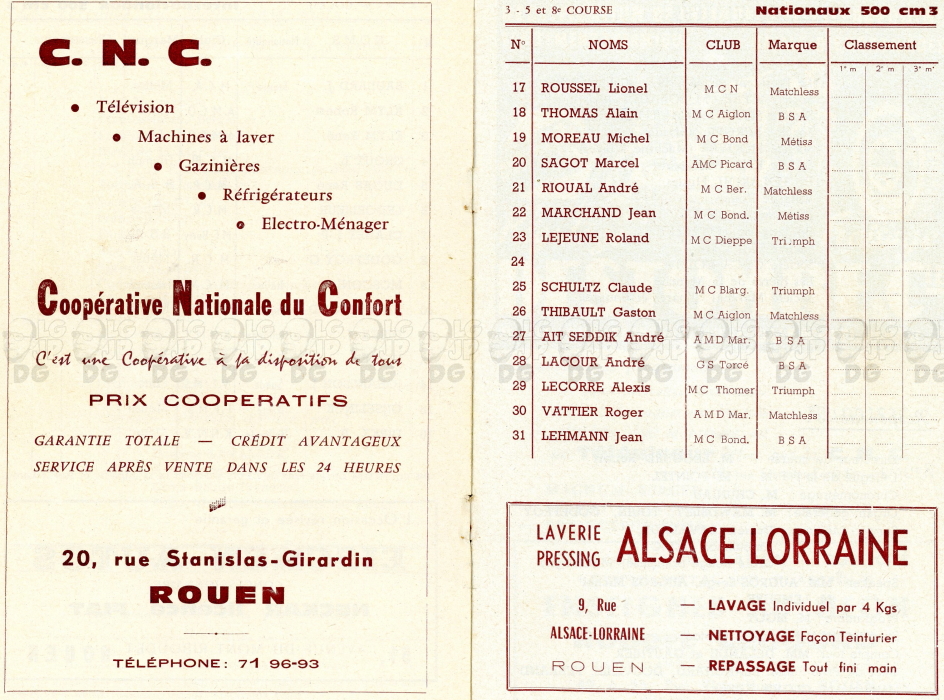 C. N. C.
• Télévision
• Machines à laver
• Gazinières
• Réfrigérateurs
• Electro-Ménager
Coopérative Nationale du Confort
C'est une Coopérative à la disposition de tous
PRIX COOPERATIFS
GARANTIE TOTALE — CRÉDIT AVANTAGEUX
SERVICE APRÈS VENTE DANS LES 24 HEURES
20, rue Stanislas-Girardin
ROUEN
TÉLÉPHONE: 71 96-93
3 - 5 et 8e COURSE Nationaux 500 cm3
N° NOMS CLUB Marque Classement
1° m 2° m 3° m
17 ROUSSEL Lionel M C N Matchless
18 THOMAS Alain M C Aiglon B S A
19 MOREAU Michel M C Bond Métiss
20 SAGOT Marcel AMC Picard B S A
21 RIOUAL André M C Ber. Matchless
22 MARCHAND Jean M C Bond. Métiss
23 LEJEUNE Roland M C Dieppe Triumph
24
25 SCHULTZ Claude M C Blarg. Triumph
26 THIBAULT Gaston M C Aiglon Matchless
27 AIT SEDDIK André A M D Mar. B S A
28 LACOUR André G S Torcé B S A
29 LECORRE Alexis M C Thomer Triumph
30 VATTIER Roger A M D Mar. Matchless
31 LEHMANN Jean M C Bond. B S A
LAVERIE PRESSING ALSACE LORRAINE
9, Rue — LAVAGE Individuel par 4 Kgs
ALSACE-LORRAINE — NETTOYAGE Façon Teinturier
ROUEN — REPASSAGE Tout fini main